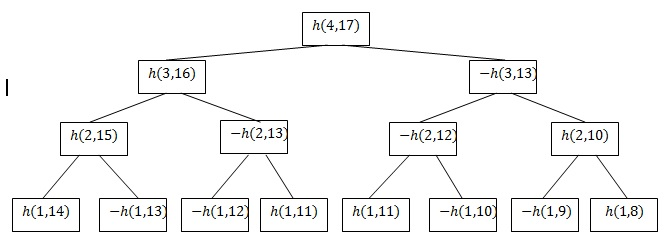 h(4,17)
h(3,16) −h(3,13)
h(2,15) −h(2,13) −h(2,12) h(2,10)
h(1,14) −h(1,13) −h(1,12) h(1,11) h(1,11) −h(1,10) −h(1,9) h(1,8)